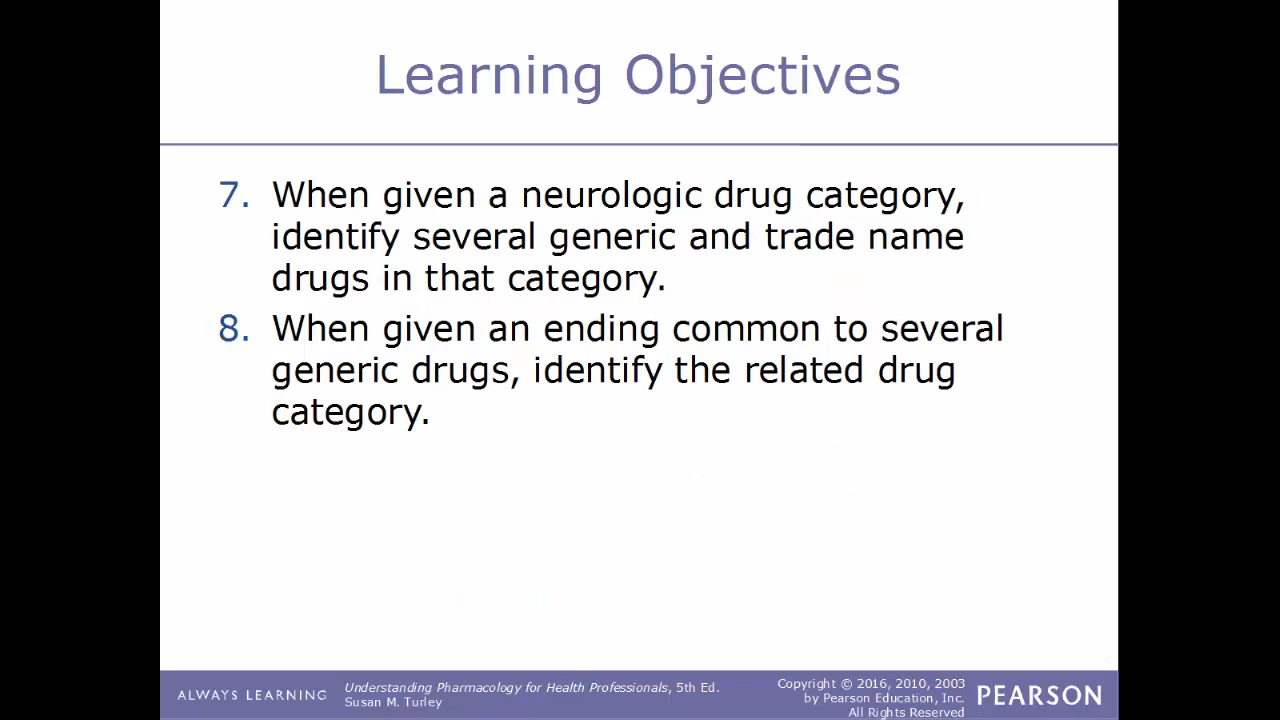 Learning Objectives
7. When given a neurologic drug category,
identify several generic and trade name
drugs in that category.
8. When given an ending common to several
generic drugs, identify the related drug
category.
ALWAYS LEARNING
Understanding Pharmacology for Health Professionals, 5th Ed.
Susan M. Turley
Copyright © 2016, 2010, 2003
by Pearson Education, Inc.
All Rights Reserved
PEARSON